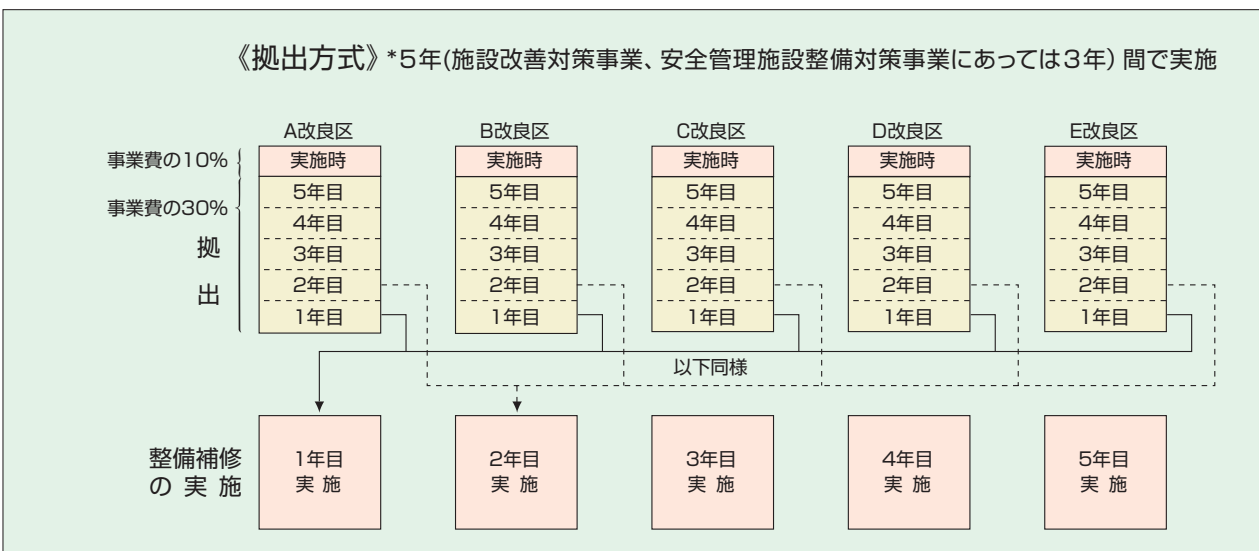 《拠出方式》*5年(施設改善対策事業、安全管理施設整備対策事業にあっては3年)間で実施
A改良区 B改良区 C改良区 D改良区 E改良区
事業費の10% 実施時 実施時 実施時 実施時 実施時
5年目 5年目 5年目 5年目 5年目
事業費の30%
4年目 4年目 4年目 4年目 4年目
拠
3年目 3年目 3年目 3年目 3年目
出
2年目 2年目 2年目 2年目 2年目
1年目 1年目 1年目 1年目 1年目
以下同様
整備補修 1年目 2年目 3年目 4年目 5年目
の実施 実施 実施 実施 実施 実施